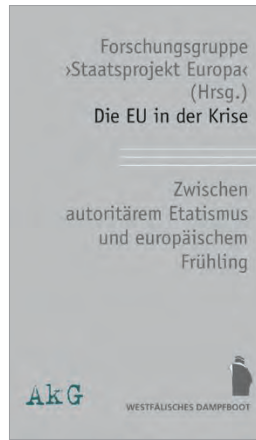 Forschungsgruppe
›Staatsprojekt Europa‹
(Hrsg.)
Die EU in der Krise
Zwischen
autoritärem Etatismus
und europäischem
Frühling
AkG
WESTFÄLISCHES DAMPFBOOT